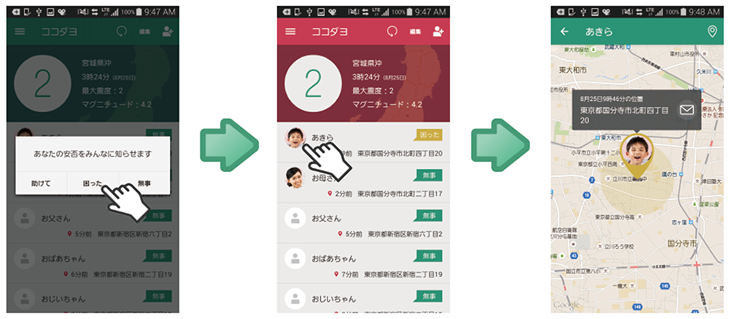 9:47 AM
ココダヨ
編集
2
宮城県沖
3時24分 (8月25日)
最大震度:2
マグニチュード:4.2
あなたの安否をみんなに知らせます
助けて
困った
無事
お父さん
無事
5分前 東京都新宿区新宿六丁目2
おばあちゃん
無事
6分前 東京都新宿区新宿二丁目19
おじいちゃん
無事
100% 9:47 AM
ココダヨ
編集
2
宮城県沖
3時24分 (8月25日)
最大震度:2
マグニチュード:4.2
あきら
困った
分前 東京都国分寺市北町四丁目20
お母
無事
2分前 東京都国分寺市北町二丁目17
お父さん
無事
5分前 東京都新宿区新宿六丁目2
おばあちゃん
無事
7分前 東京都新宿区新宿二丁目19
おじいちゃん
無事
100% 9:48 AM
あきら
東大和市
8月25日9時46分の位置
東京都国分寺市北町四丁目
20
東大和市
鷹の台
国分寺市
一橋大